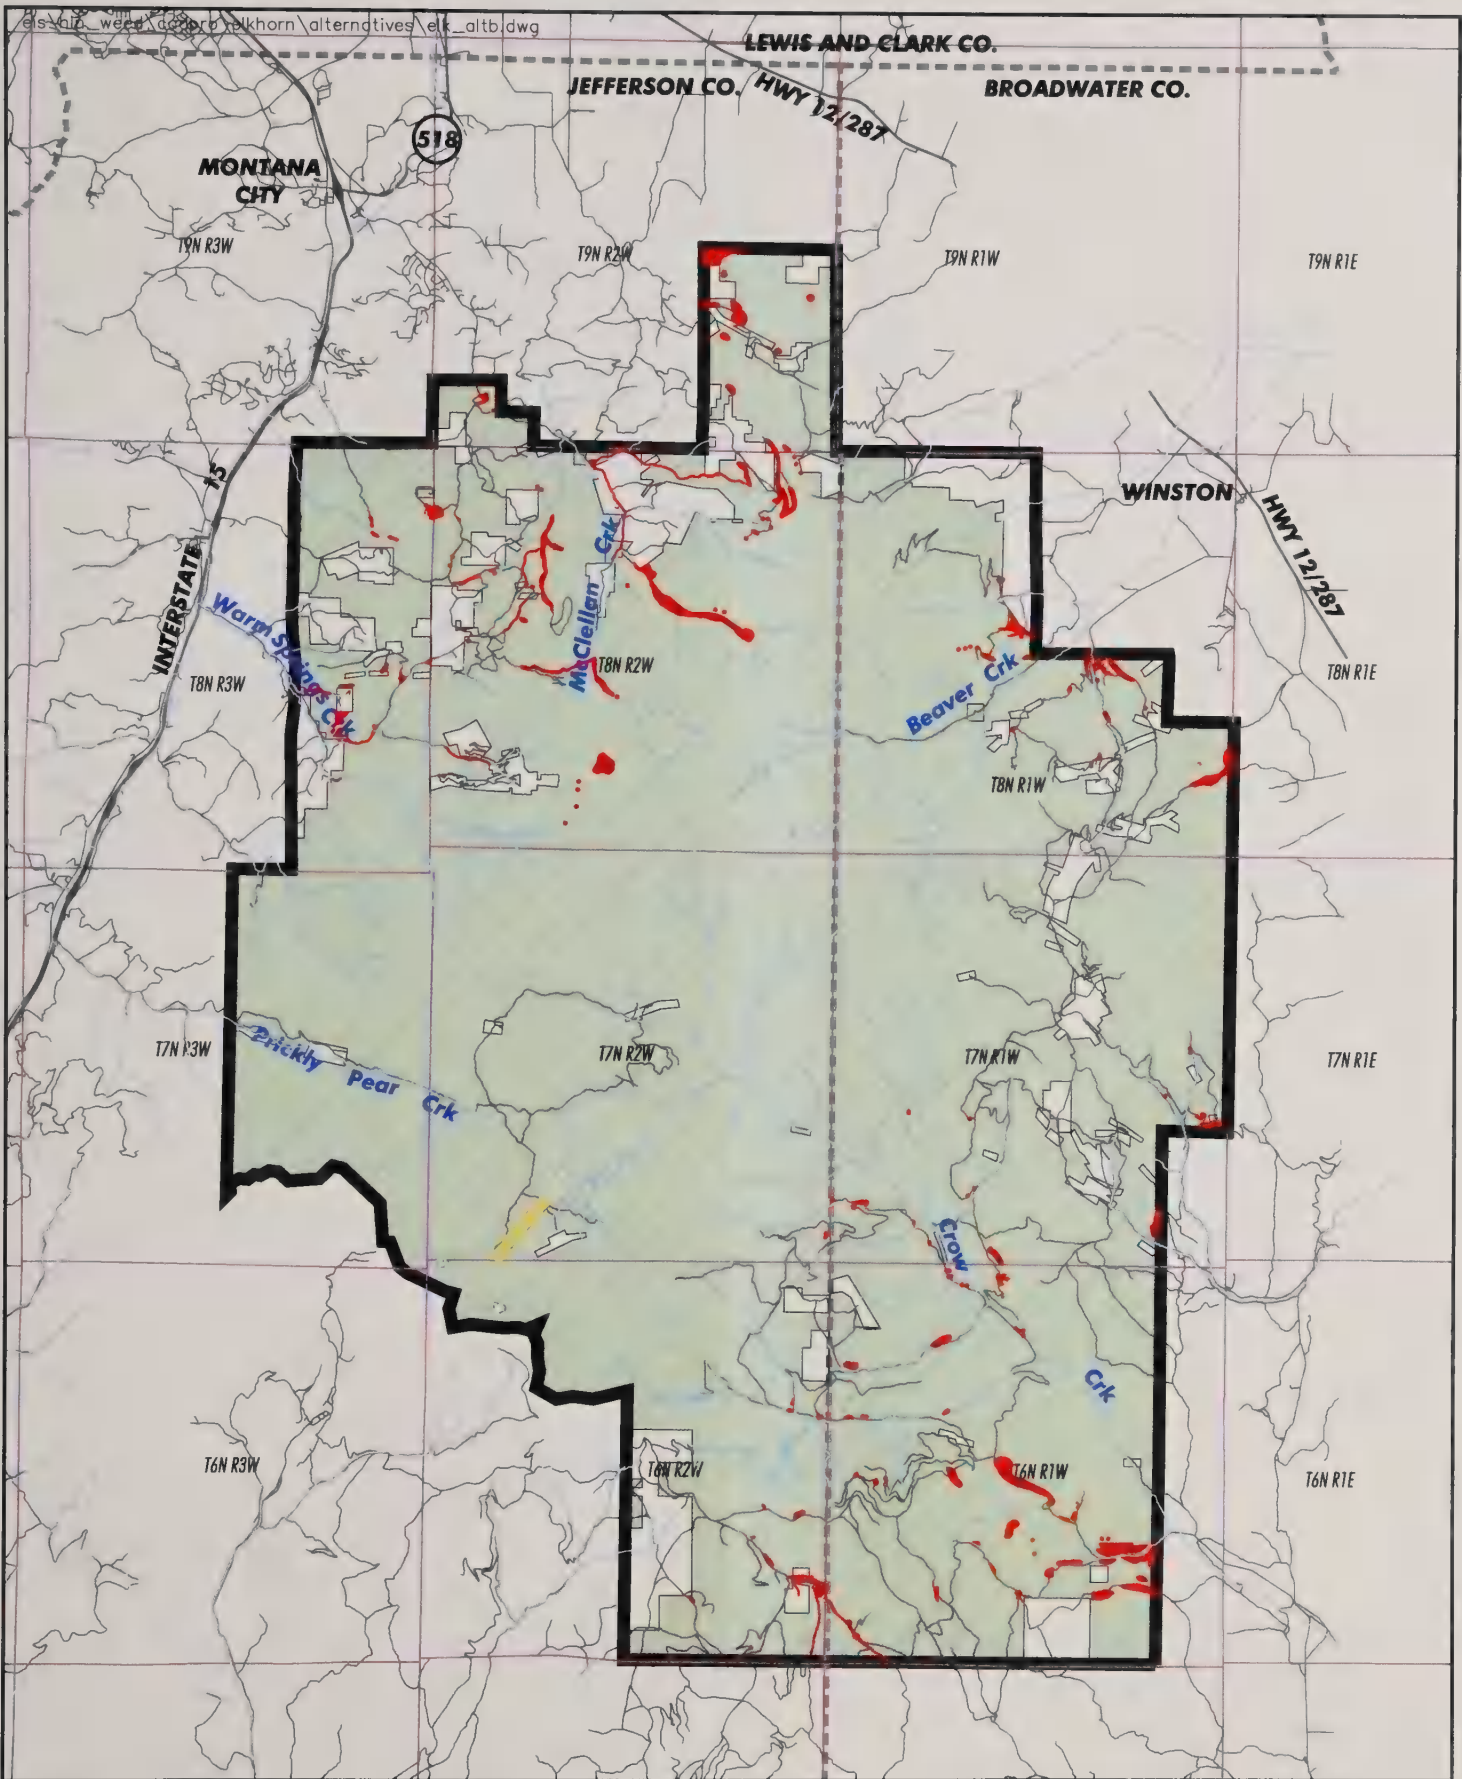 elkhorn\alternatives\elk_altb.dwg
LEWIS AND CLARK CO.
JEFFERSON CO.
HWY 12/287
BROADWATER CO.
518
MONTANA
CITY
T9N R3W
T9N R2W
T9N R1W
T9N R1E
INTERSTATE 15
WINSTON
HWY 12/287
Warm Springs Crk
McClellan Crk
Beaver Crk
T8N R3W
T8N R2W
T8N R1W
T8N R1E
Prickly Pear Crk
T7N R3W
T7N R2W
T7N R1W
T7N R1E
Crow
Crk
T6N R3W
T6N R2W
T6N R1W
T6N R1E